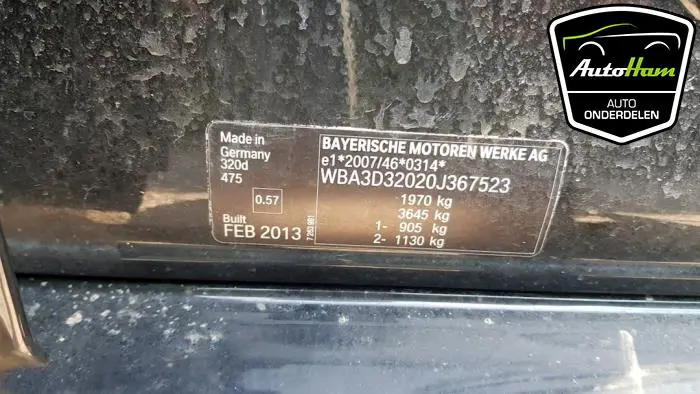 Made in
Germany
320d
475
0.57
Built
FEB 2013
BAYERISCHE MOTOREN WERKE AG
e1*2007/46*0314*
WBA3D32020J367523
1970 kg
3645 kg
1- 905 kg
2- 1130 kg
AutoHam
AUTO
ONDERDELEN